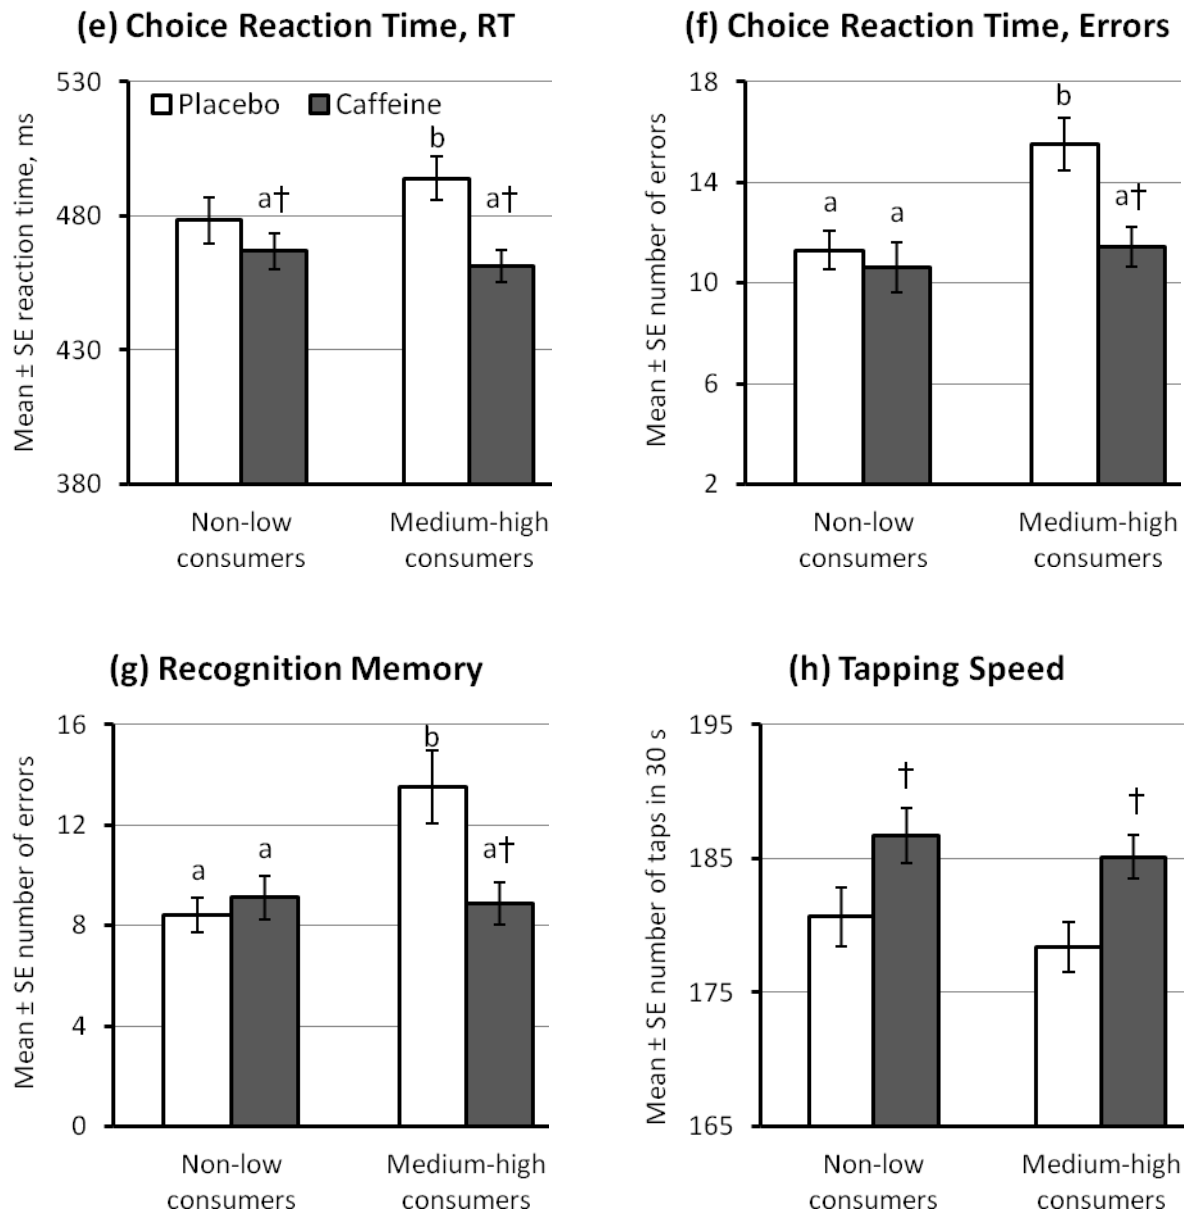 (e) Choice Reaction Time, RT
Mean ± SE reaction time, ms
530
480
430
380
Placebo
Caffeine
a†
b
a†
Non-low
consumers
Medium-high
consumers
(f) Choice Reaction Time, Errors
Mean ± SE number of errors
18
14
10
6
2
a
a
b
a†
Non-low
consumers
Medium-high
consumers
(g) Recognition Memory
Mean ± SE number of errors
16
12
8
4
0
a
a
b
a†
Non-low
consumers
Medium-high
consumers
(h) Tapping Speed
Mean ± SE number of taps in 30 s
195
185
175
165
†
†
Non-low
consumers
Medium-high
consumers